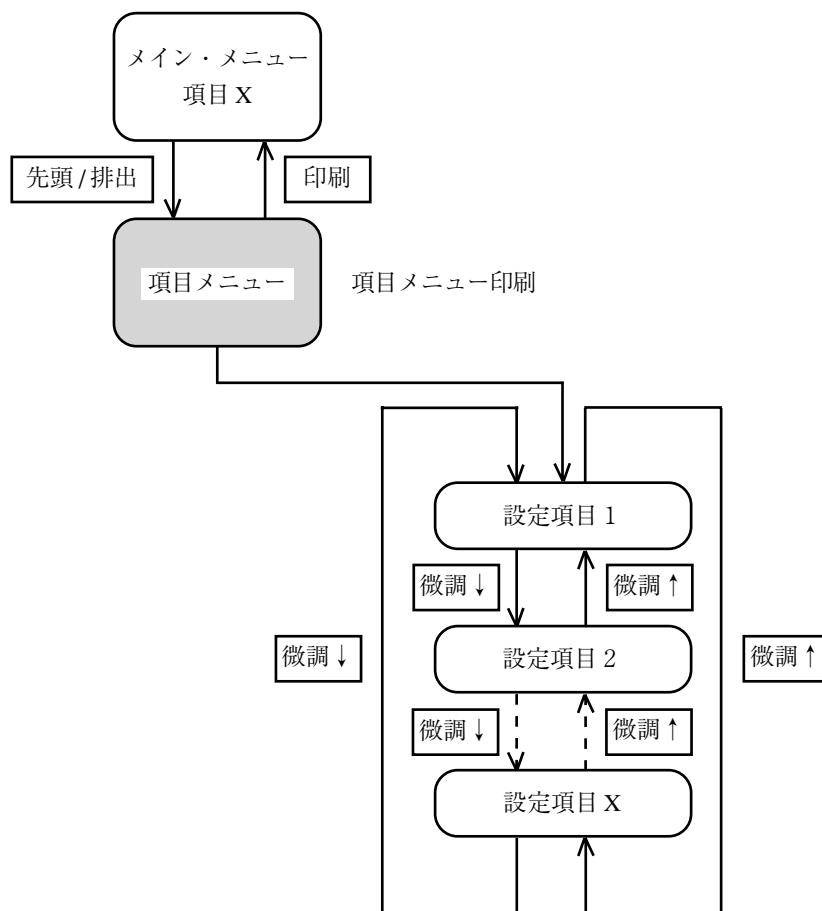 メイン・メニュー
項目 X
先頭/排出
印刷
項目メニュー
項目メニュー印刷
設定項目 1
微調↓
微調↑
微調↓
設定項目 2
微調↑
微調↓
微調↑
設定項目 X